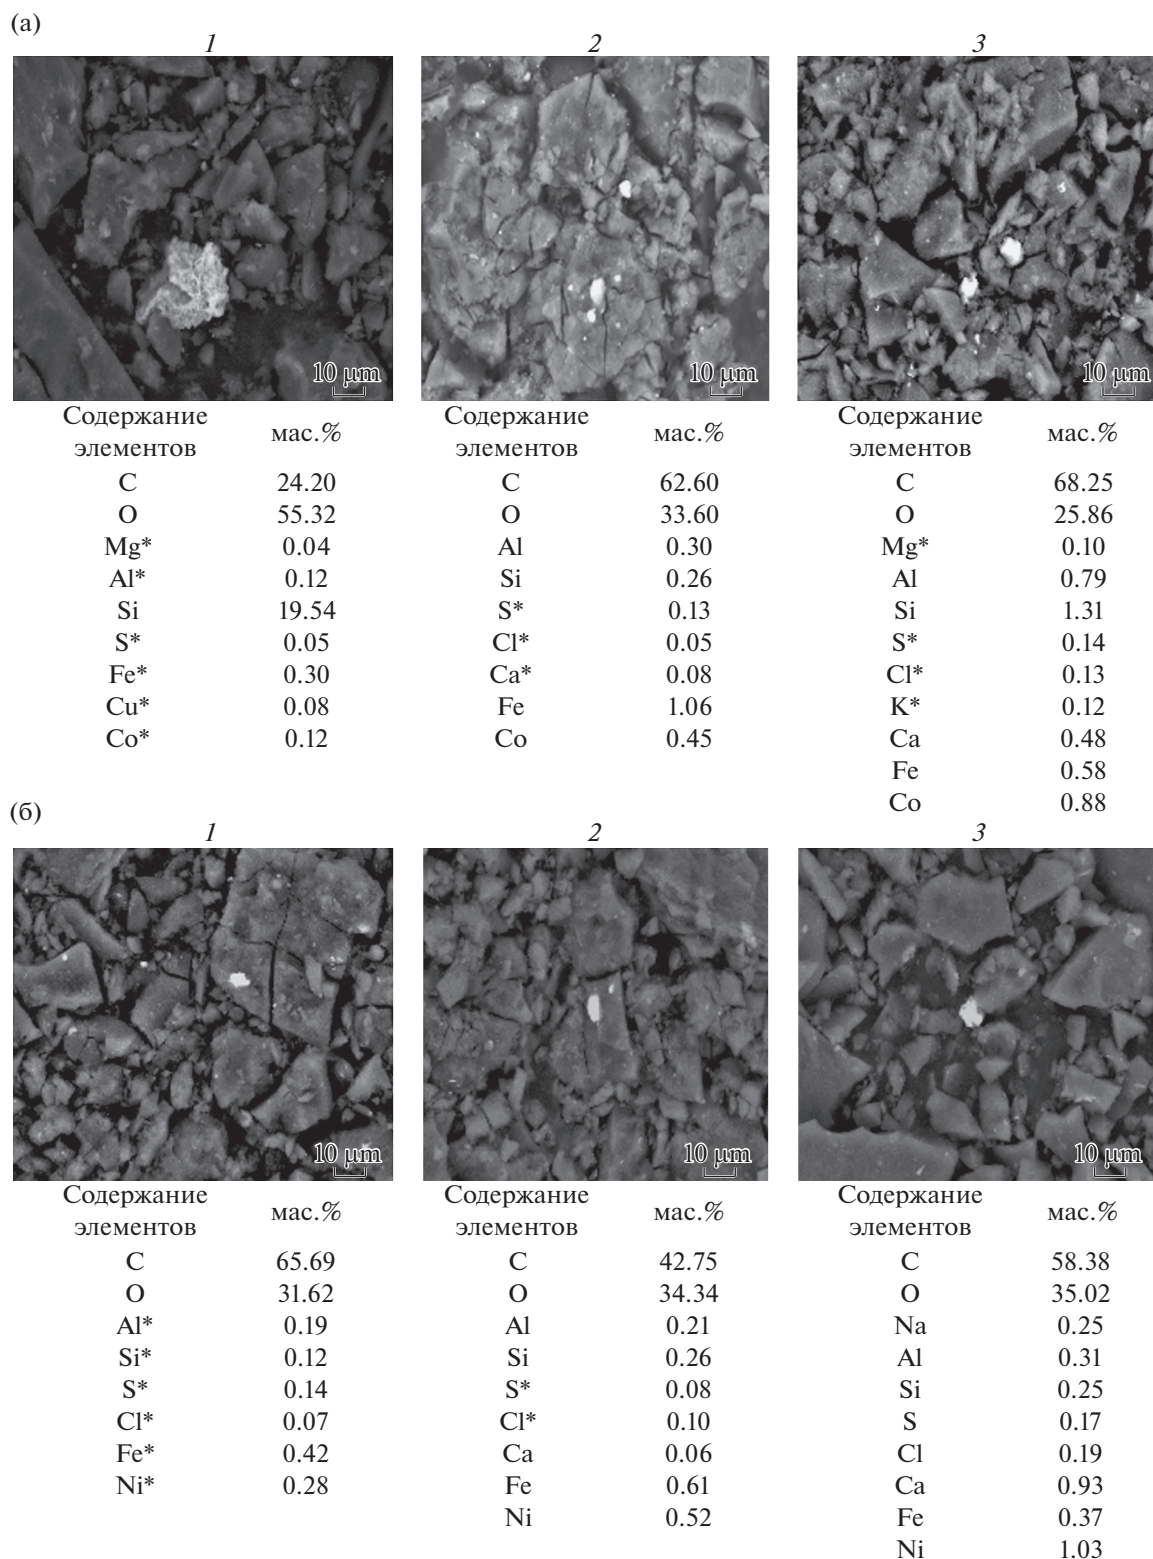 (а)
1 2 3
10 µm 10 µm 10 µm
Содержание элементов мас.% Содержание элементов мас.% Содержание элементов мас.%
C 24.20 C 62.60 C 68.25
O 55.32 O 33.60 O 25.86
Mg* 0.04 Al 0.30 Mg* 0.10
Al* 0.12 Si 0.26 Al 0.79
Si 19.54 S* 0.13 Si 1.31
S* 0.05 Cl* 0.05 S* 0.14
Fe* 0.30 Ca* 0.08 Cl* 0.13
Cu* 0.08 Fe 1.06 K* 0.12
Co* 0.12 Co 0.45 Ca 0.48
Fe 0.58
Co 0.88
(б)
1 2 3
10 µm 10 µm 10 µm
Содержание элементов мас.% Содержание элементов мас.% Содержание элементов мас.%
C 65.69 C 42.75 C 58.38
O 31.62 O 34.34 O 35.02
Al* 0.19 Al 0.21 Na 0.25
Si* 0.12 Si 0.26 Al 0.31
S* 0.14 S* 0.08 Si 0.25
Cl* 0.07 Cl* 0.10 S 0.17
Fe* 0.42 Ca 0.06 Cl 0.19
Ni* 0.28 Fe 0.61 Ca 0.93
Ni 0.52 Fe 0.37
Ni 1.03